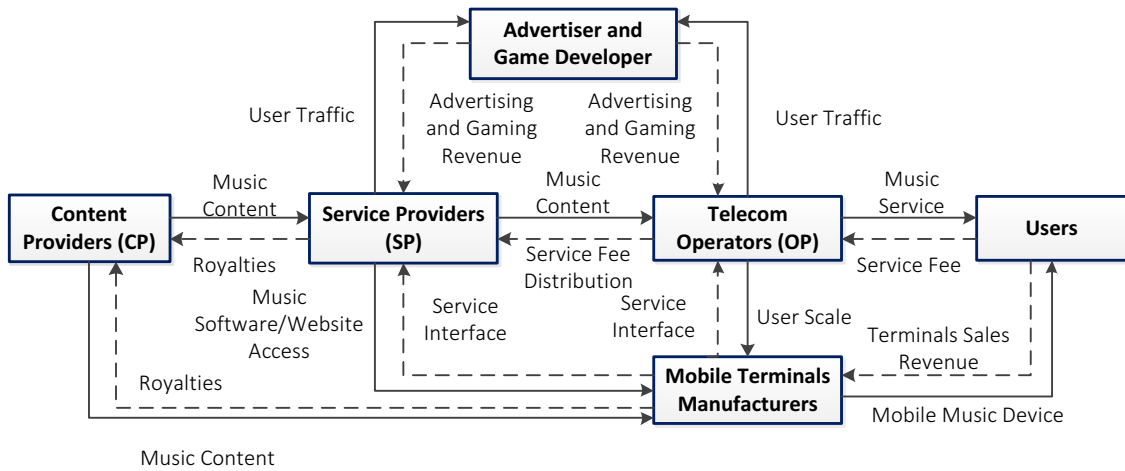 Advertiser and
Game Developer
User Traffic
Advertising
and Gaming
Revenue
Advertising
and Gaming
Revenue
User Traffic
Content
Providers (CP)
Music
Content
Royalties
Service Providers
(SP)
Music
Content
Service Fee
Distribution
Telecom
Operators (OP)
Music
Service
Service Fee
Users
Music
Software/Website
Access
Service
Interface
Service
Interface
User Scale
Terminals Sales
Revenue
Royalties
Mobile Terminals
Manufacturers
Mobile Music Device
Music Content